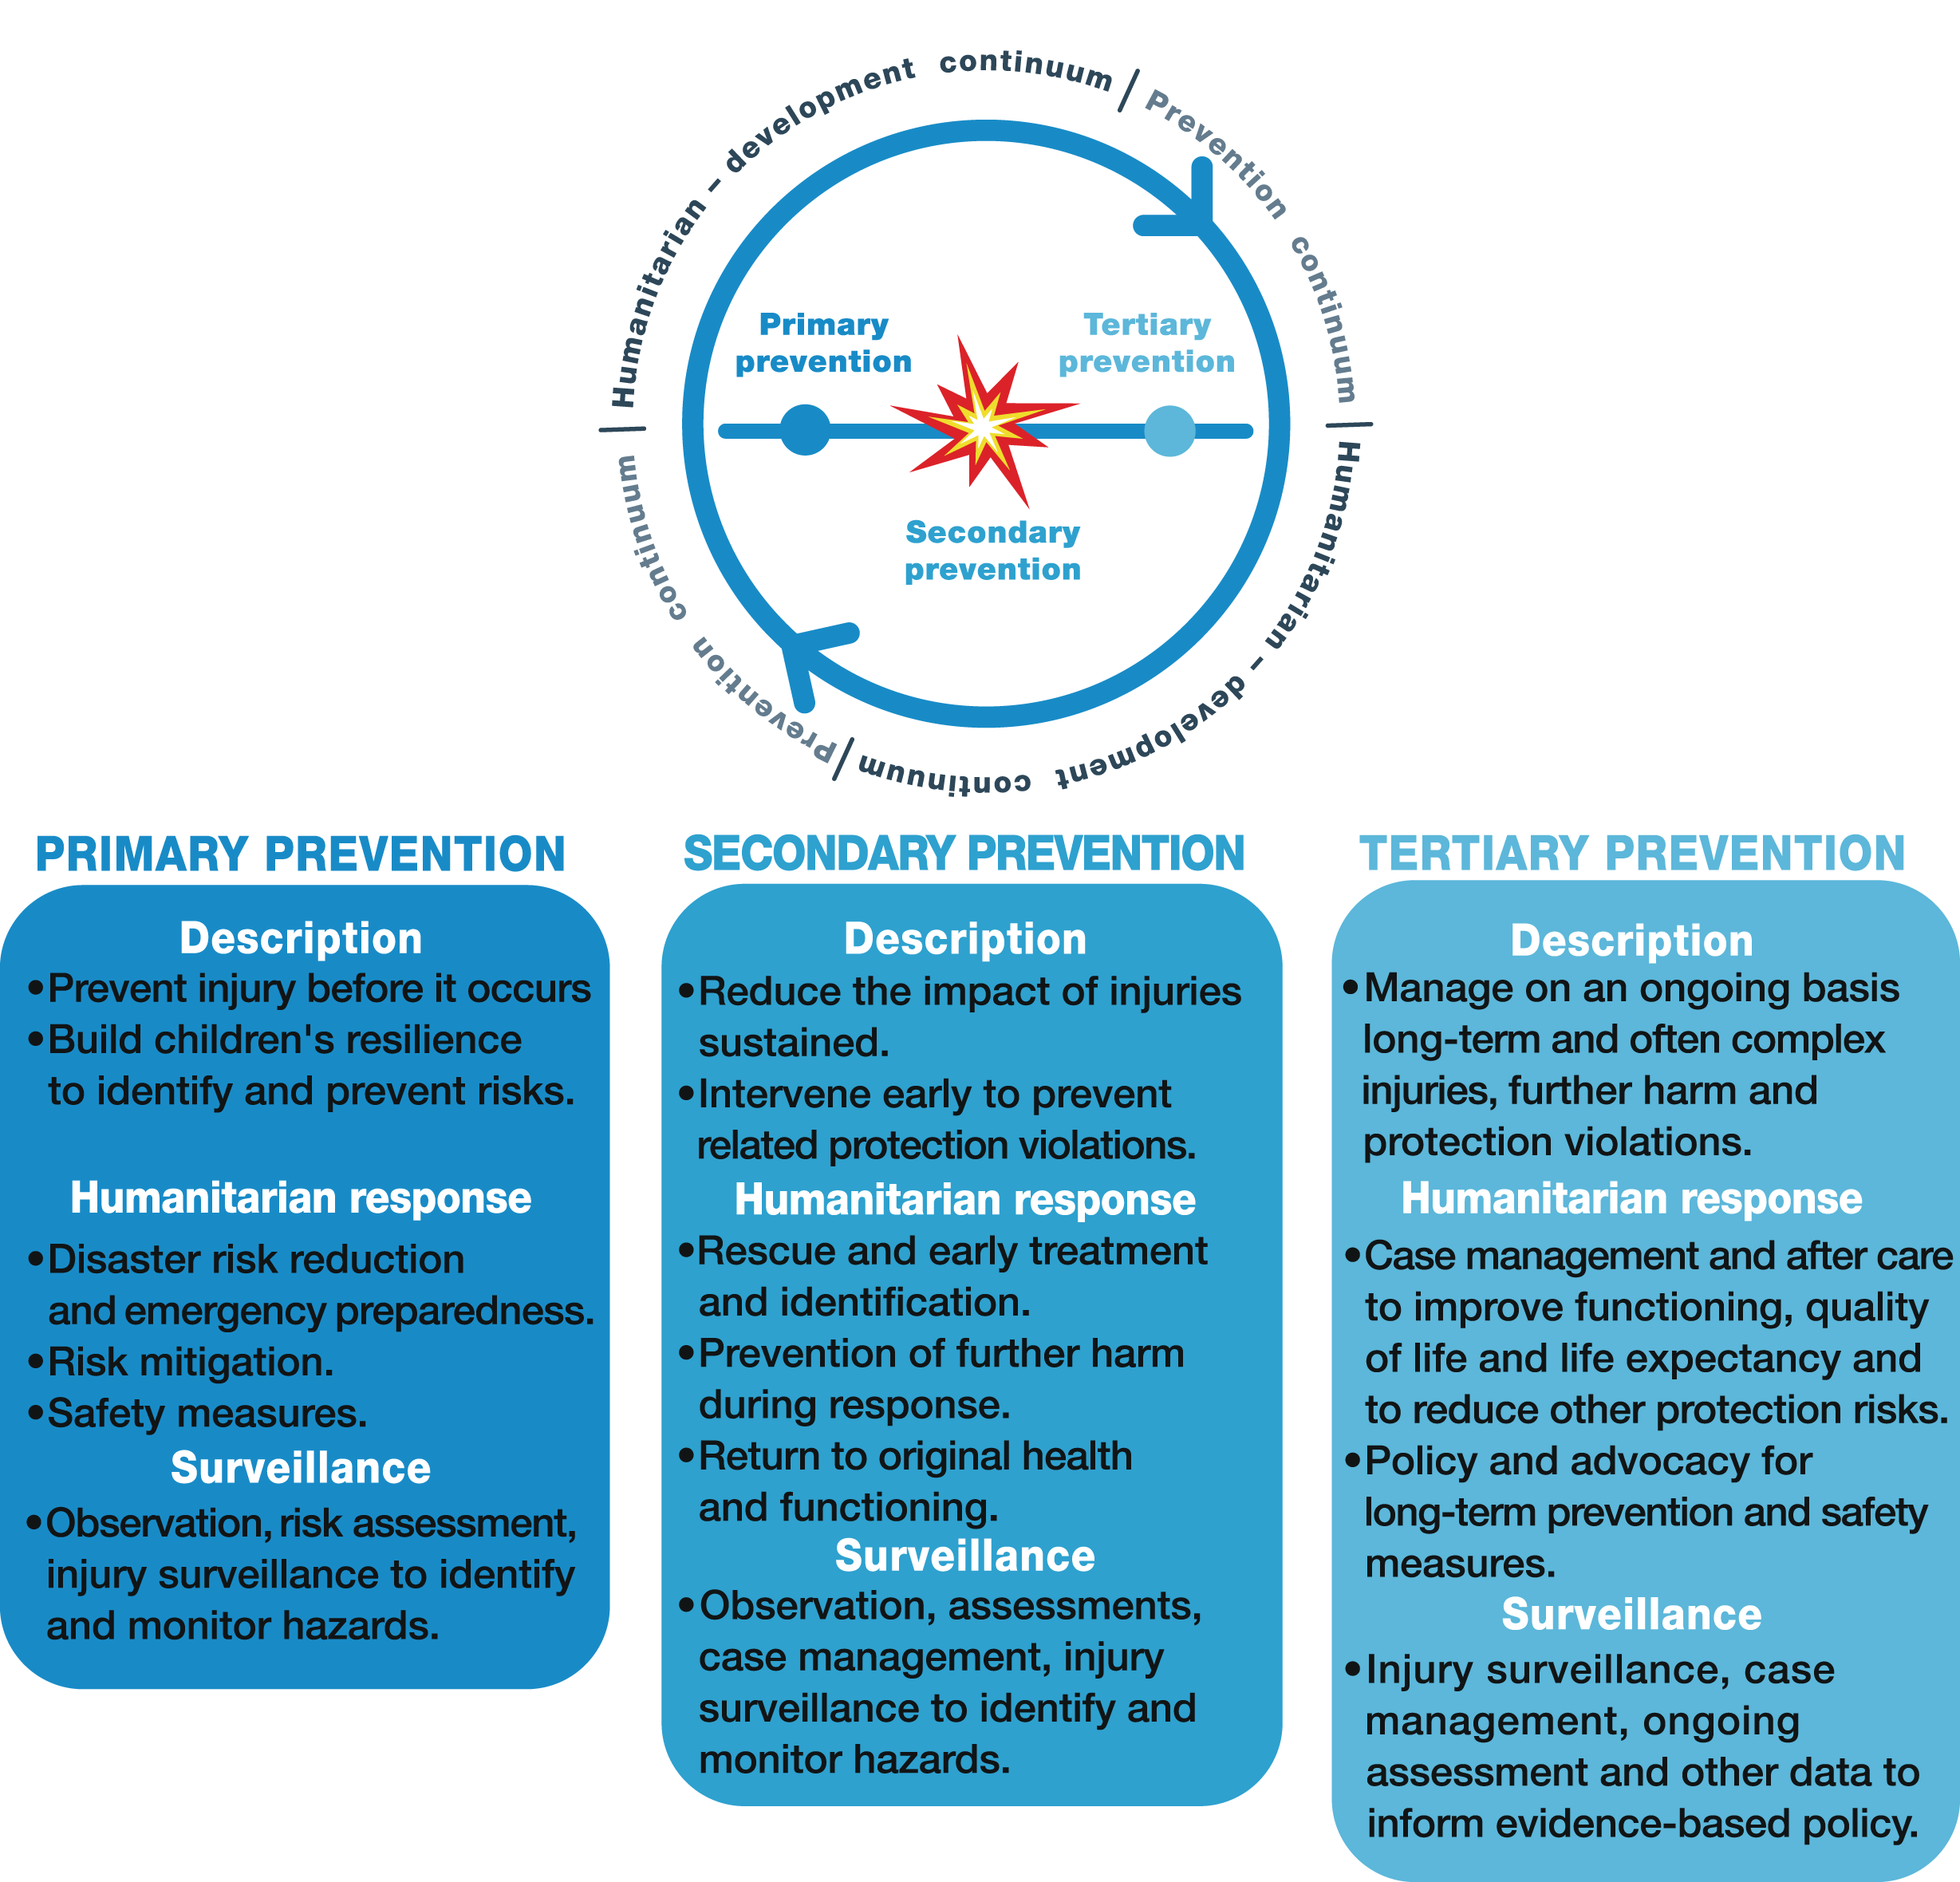 Humanitarian – development continuum
Prevention continuum
Humanitarian – development continuum
Prevention continuum
Primary
prevention
Tertiary
prevention
Secondary
prevention
PRIMARY PREVENTION
Description
•Prevent injury before it occurs
•Build children's resilience
to identify and prevent risks.
Humanitarian response
•Disaster risk reduction
and emergency preparedness.
•Risk mitigation.
•Safety measures.
Surveillance
•Observation, risk assessment,
injury surveillance to identify
and monitor hazards.
SECONDARY PREVENTION
Description
•Reduce the impact of injuries
sustained.
•Intervene early to prevent
related protection violations.
Humanitarian response
•Rescue and early treatment
and identification.
•Prevention of further harm
during response.
•Return to original health
and functioning.
Surveillance
•Observation, assessments,
case management, injury
surveillance to identify and
monitor hazards.
TERTIARY PREVENTION
Description
•Manage on an ongoing basis
long-term and often complex
injuries, further harm and
protection violations.
Humanitarian response
•Case management and after care
to improve functioning, quality
of life and life expectancy and
to reduce other protection risks.
•Policy and advocacy for
long-term prevention and safety
measures.
Surveillance
•Injury surveillance, case
management, ongoing
assessment and other data to
inform evidence-based policy.